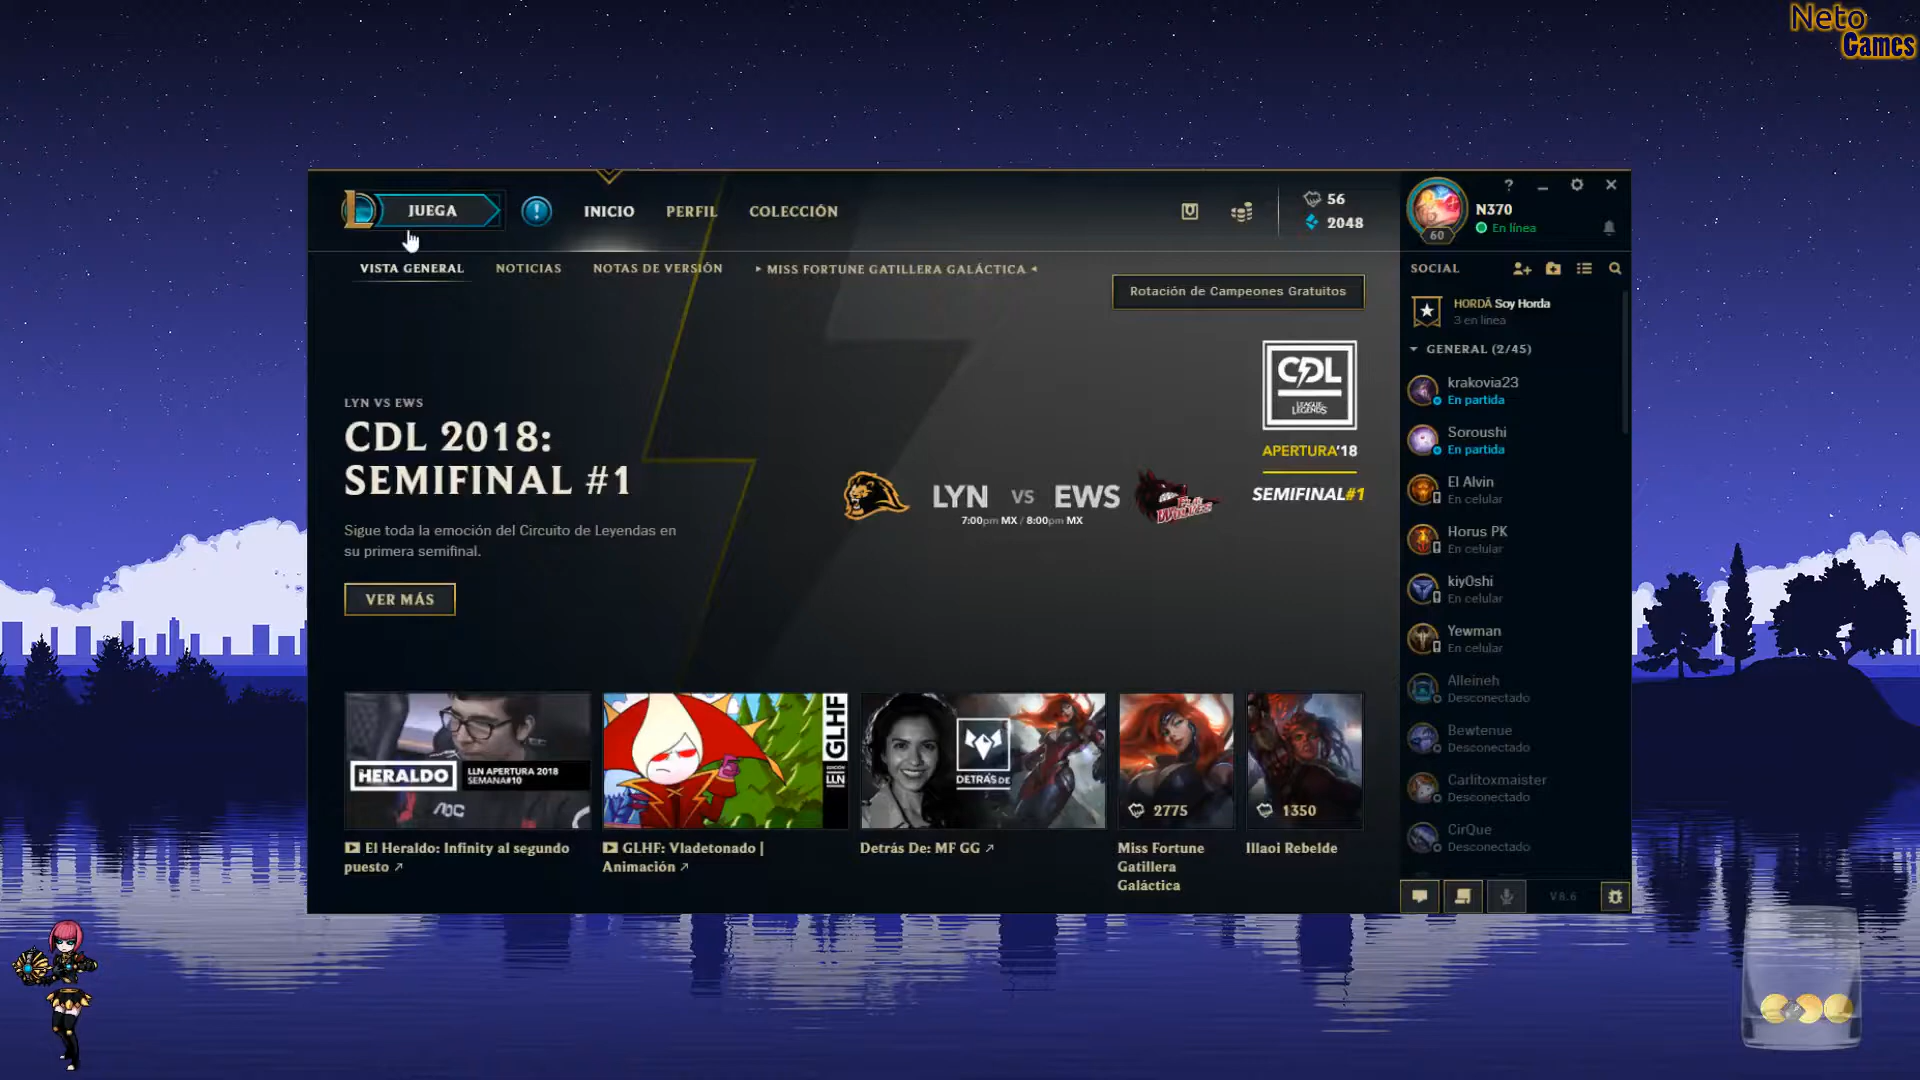 Neto
Games
JUEGA
INICIO
PERFIL
COLECCIÓN
56
2048
60
N370
En línea
VISTA GENERAL
NOTICIAS
NOTAS DE VERSIÓN
MISS FORTUNE GATILLERA GALÁCTICA
Rotación de Campeones Gratuitos
LYN VS EWS
CDL 2018:
SEMIFINAL #1
Sigue toda la emoción del Circuito de Leyendas en
su primera semifinal.
VER MÁS
LYN VS EWS
7:00pm MX / 8:00pm MX
CDL
LEAGUE
LEGENDS
APERTURA'18
SEMIFINAL#1
HERALDO
LLN APERTURA 2018
SEMANA#10
AOC
El Heraldo: Infinity al segundo
puesto
GLHF
EDICIÓN
LLN
GLHF: Vladetonado |
Animación
DETRÁS DE
Detrás De: MF GG
2775
Miss Fortune
Gatillera
Galáctica
1350
Illaoi Rebelde
SOCIAL
HORDÃ Soy Horda
3 en línea
GENERAL (2/45)
krakovia23
En partida
Soroushi
En partida
El Alvin
En celular
Horus PK
En celular
kiyOshi
En celular
Yewman
En celular
Alleineh
Desconectado
Bewtenue
Desconectado
Carlitoxmaister
Desconectado
CirQue
Desconectado
V8.6